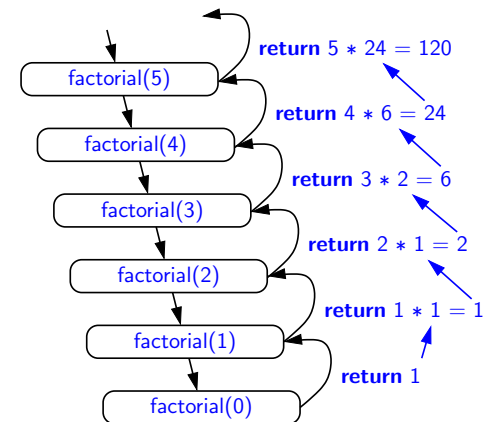 return 5 ∗ 24 = 120
factorial(5)
return 4 ∗ 6 = 24
factorial(4)
return 3 ∗ 2 = 6
factorial(3)
return 2 ∗ 1 = 2
factorial(2)
return 1 ∗ 1 = 1
factorial(1)
return 1
factorial(0)